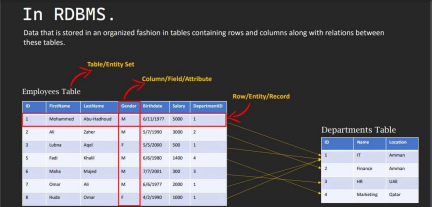 In RDBMS.
Data that is stored in an organized fashion in tables containing rows and columns along with relations between
these tables.
Table/Entity Set
Column/Field/Attribute
Employees Table
Row/Entity/Record
ID FirstName LastName Gender Birthdate Salary DepartmentID
1 Mohammed Abu-Hadhoud M 6/11/1977 5000 1
2 Ali Zaher M 5/7/1990 3000 2
3 Lubna Aqel F 5/5/2000 500 1
5 Fadi Khalil M 6/8/1980 1400 4
6 Maha Majed M 7/7/2001 300 3
7 Omar Ali M 6/6/1977 2000 1
8 Huda Omar F 4/2/1990 1000 1
Departments Table
ID Name Location
1 IT Amman
2 Finance Amman
3 HR UAE
4 Marketing Qatar